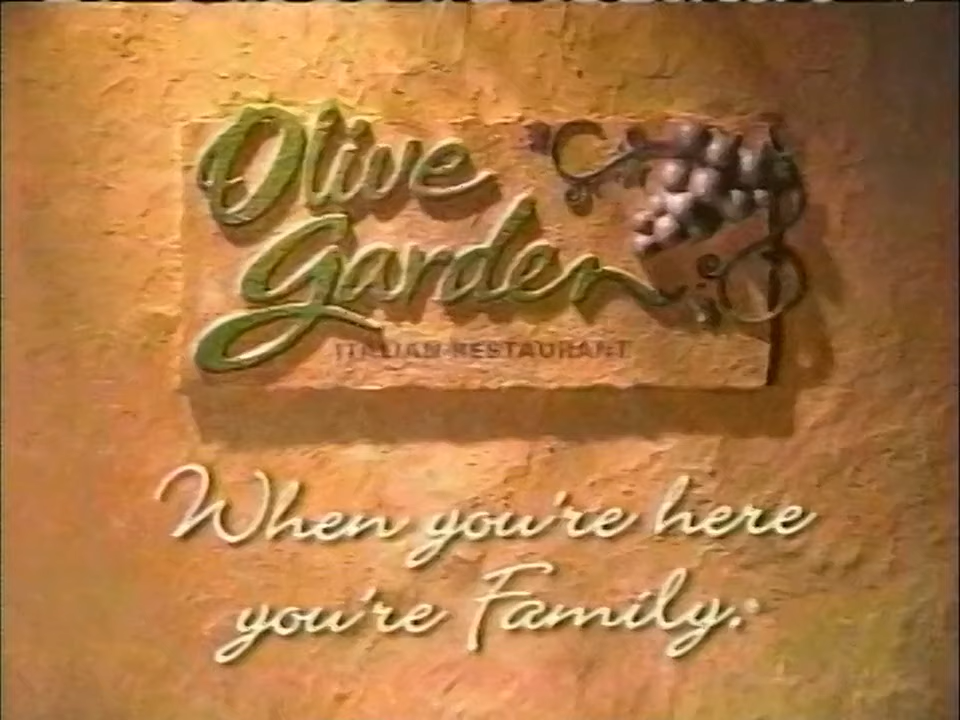 Olive
Garden
ITALIAN RESTAURANT
When you're here
you're Family.